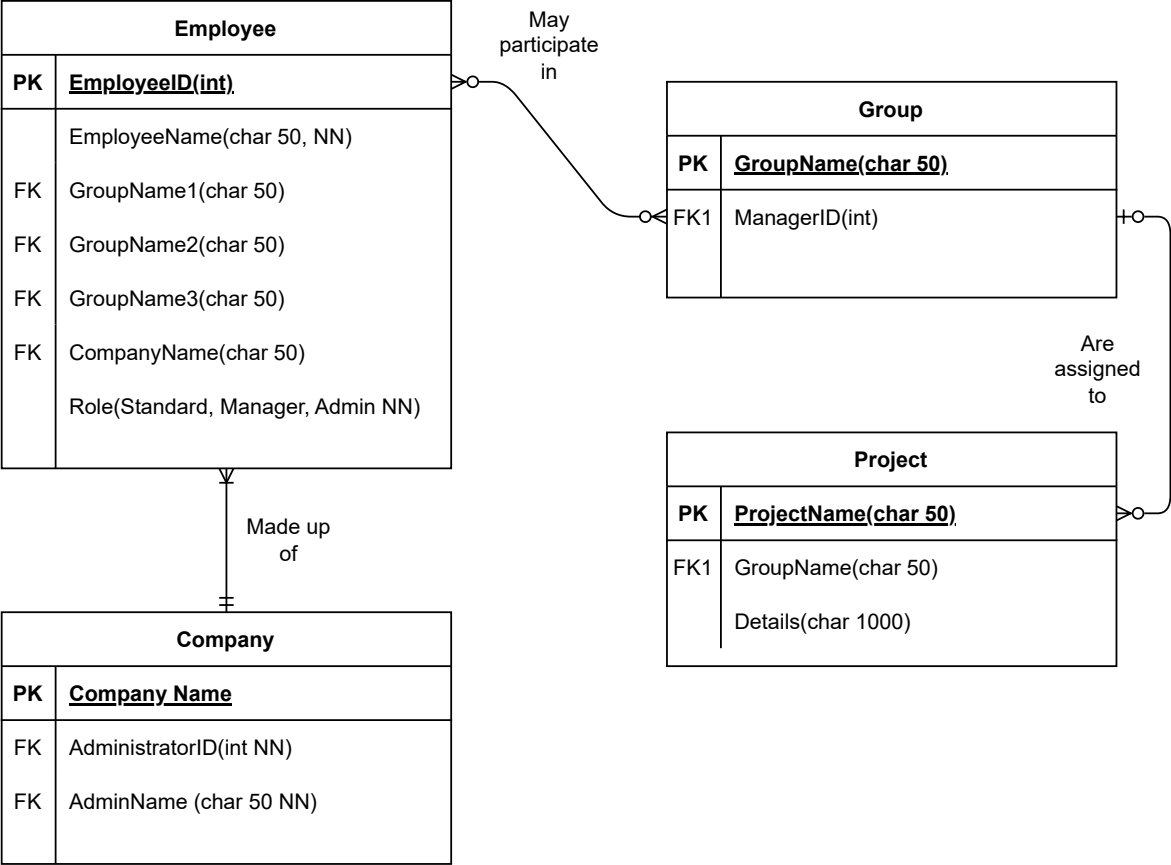 Employee
PK EmployeeID(int)
EmployeeName(char 50, NN)
FK GroupName1(char 50)
FK GroupName2(char 50)
FK GroupName3(char 50)
FK CompanyName(char 50)
Role(Standard, Manager, Admin NN)
May
participate
in
Group
PK GroupName(char 50)
FK1 ManagerID(int)
Are
assigned
to
Project
PK ProjectName(char 50)
FK1 GroupName(char 50)
Details(char 1000)
Made up
of
Company
PK Company Name
FK AdministratorID(int NN)
FK AdminName (char 50 NN)